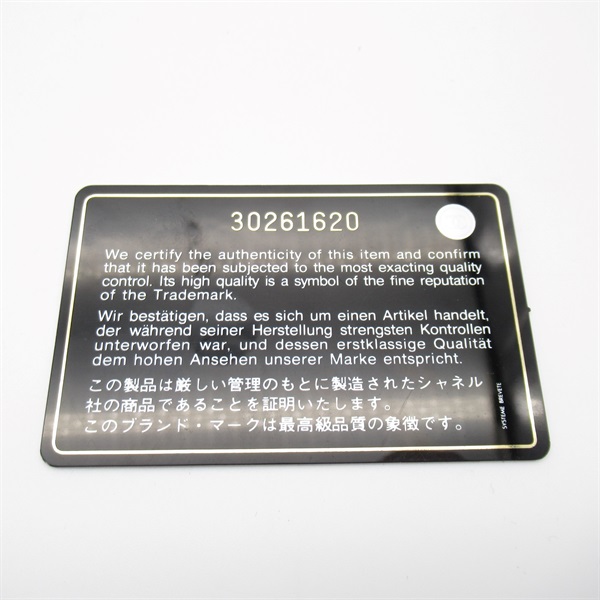 30261620
We certify the authenticity of this item and confirm
that it has been subjected to the most exacting quality
control. Its high quality is a symbol of the fine reputation
of the Trademark.
Wir bestätigen, dass es sich um einen Artikel handelt,
der während seiner Herstellung strengsten Kontrollen
unterworfen war, und dessen erstklassige Qualität
dem hohen Ansehen unserer Marke entspricht.
この製品は厳しい管理のもとに製造されたシャネル
社の商品であることを証明いたします。
このブランド・マークは最高級品質の象徴です。
SYSTEME BREVETE